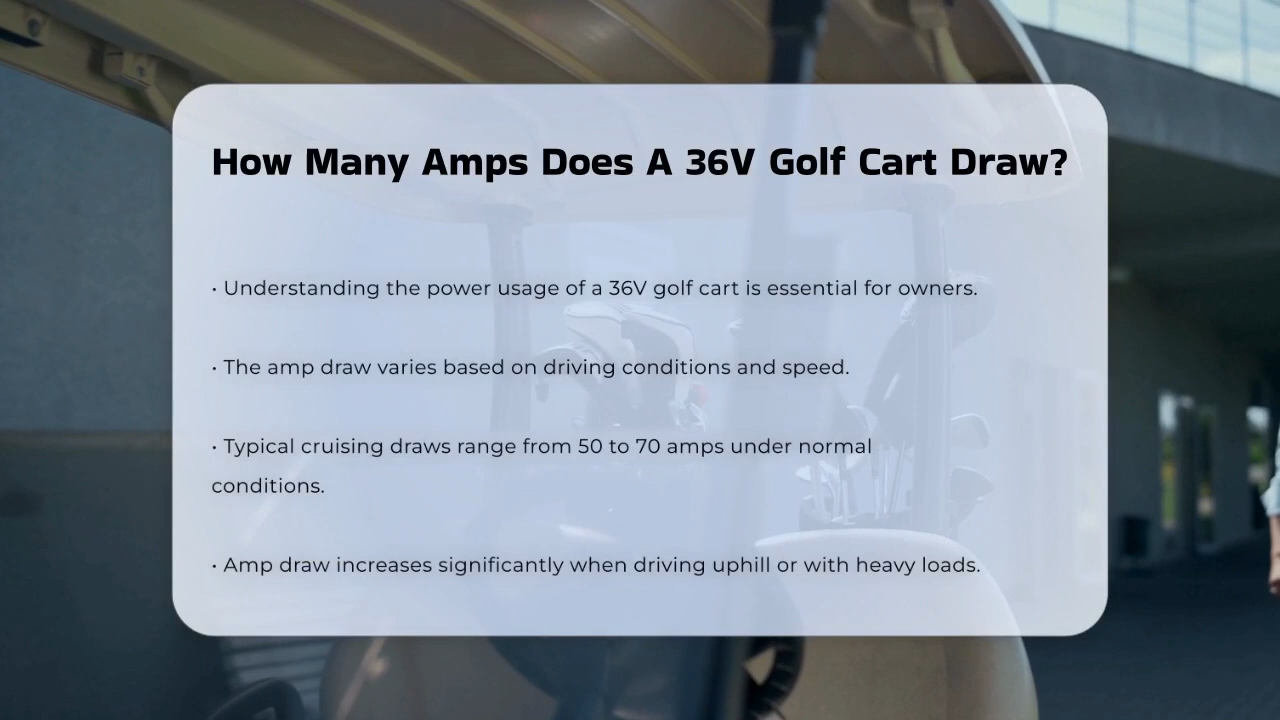 How Many Amps Does A 36V Golf Cart Draw?
• Understanding the power usage of a 36V golf cart is essential for owners.
• The amp draw varies based on driving conditions and speed.
• Typical cruising draws range from 50 to 70 amps under normal
conditions.
• Amp draw increases significantly when driving uphill or with heavy loads.